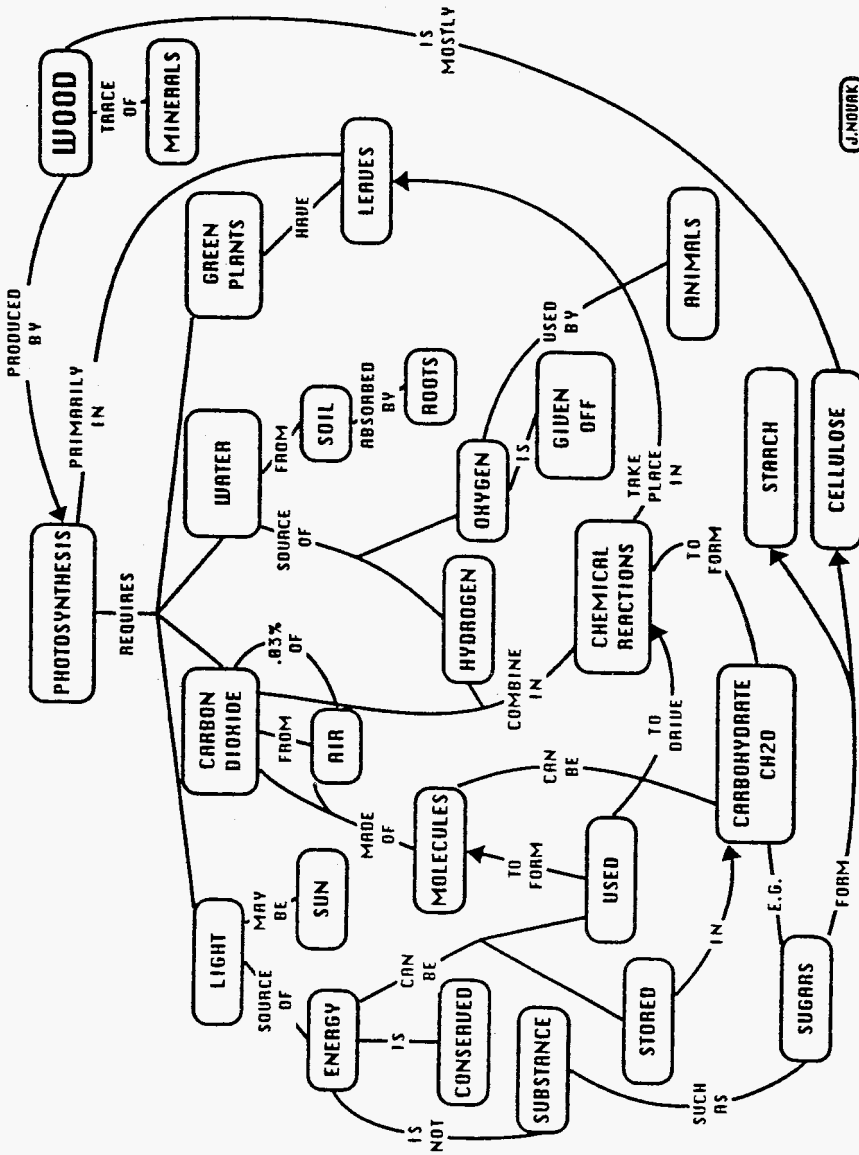 WOOD
TRACE
OF
MINERALS
IS
MOSTLY
PRODUCED
BY
PHOTOSYNTHESIS
PRIMARILY
IN
REQUIRES
LIGHT
MAY
BE
SUN
SOURCE
OF
CARBON
DIOXIDE
.03%
OF
FROM
AIR
WATER
FROM
SOIL
ABSORBED
BY
ROOTS
SOURCE
OF
GREEN
PLANTS
HAVE
LEAVES
ENERGY
IS
CONSERVED
IS
NOT
SUBSTANCE
CAN
BE
MADE
OF
MOLECULES
TO FORM
USED
CAN
BE
HYDROGEN
OXYGEN
IS
GIVEN
OFF
USED
BY
ANIMALS
COMBINE
IN
CHEMICAL
REACTIONS
TAKE
PLACE
IN
TO
DRIVE
TO
FORM
STORED
IN
CARBOHYDRATE
CH2O
SUCH
AS
SUGARS
E.G.
FORM
STARCH
CELLULOSE
J.NOVAK